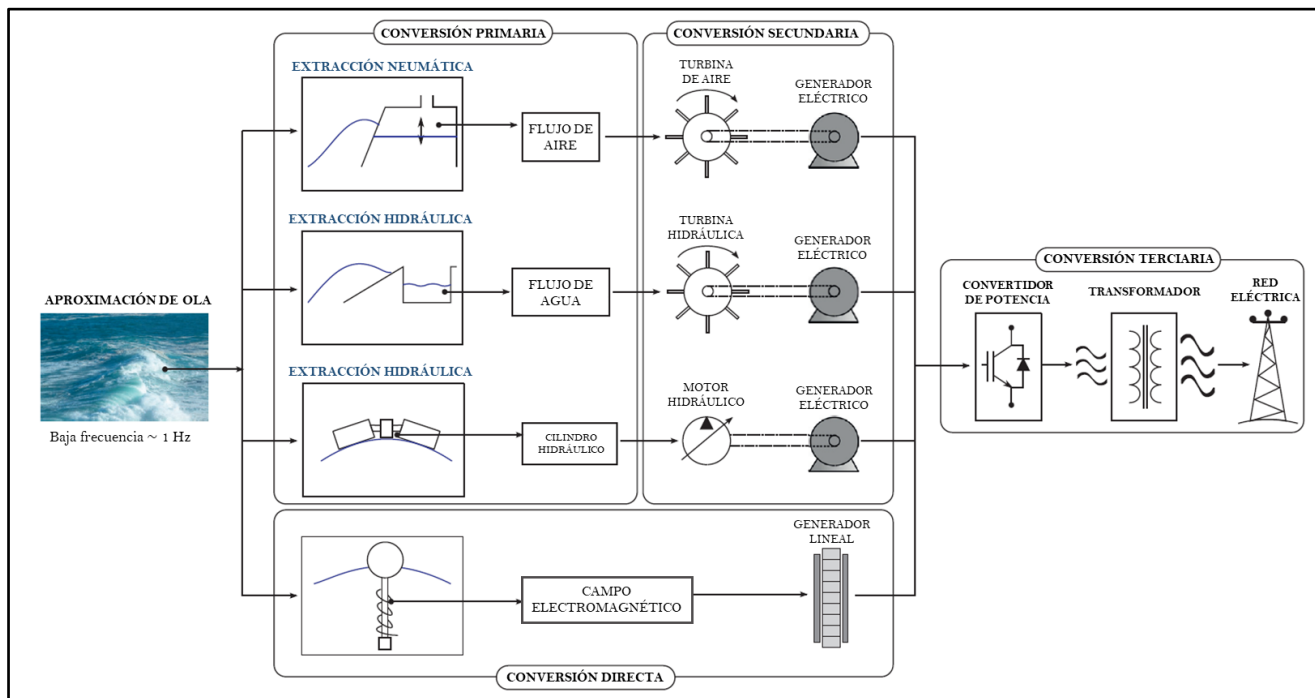 CONVERSIÓN PRIMARIA
CONVERSIÓN SECUNDARIA
EXTRACCIÓN NEUMÁTICA
FLUJO DE
AIRE
TURBINA
DE AIRE
GENERADOR
ELÉCTRICO
EXTRACCIÓN HIDRÁULICA
FLUJO DE
AGUA
TURBINA
HIDRÁULICA
GENERADOR
ELÉCTRICO
APROXIMACIÓN DE OLA
Baja frecuencia ~ 1 Hz
EXTRACCIÓN HIDRÁULICA
CILINDRO
HIDRÁULICO
MOTOR
HIDRÁULICO
GENERADOR
ELÉCTRICO
CAMPO
ELECTROMAGNÉTICO
GENERADOR
LINEAL
CONVERSIÓN DIRECTA
CONVERSIÓN TERCIARIA
CONVERTIDOR
DE POTENCIA
TRANSFORMADOR
RED
ELÉCTRICA